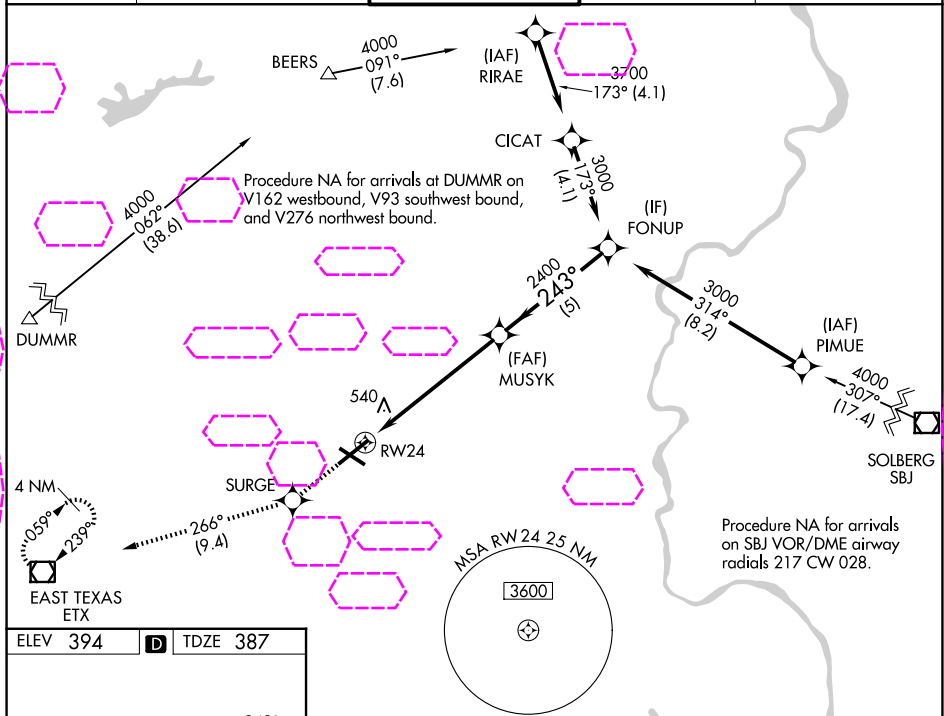 BEERS
4000
091°
(7.6)
(IAF)
RIRAE
3700
173° (4.1)
CICAT
3000
173°
(4.1)
Procedure NA for arrivals at DUMMR on
V162 westbound, V93 southwest bound,
and V276 northwest bound.
4000
062°
(38.6)
DUMMR
(IF)
FONUP
2400
243°
(5)
3000
314°
(8.2)
(IAF)
PIMUE
4000
307°
(17.4)
SOLBERG
SBJ
(FAF)
MUSYK
540
RW24
SURGE
266°
(9.4)
4 NM
059°
239°
EAST TEXAS
ETX
Procedure NA for arrivals
on SBJ VOR/DME airway
radials 217 CW 028.
MSA RW 24 25 NM
3600
ELEV 394 D TDZE 387